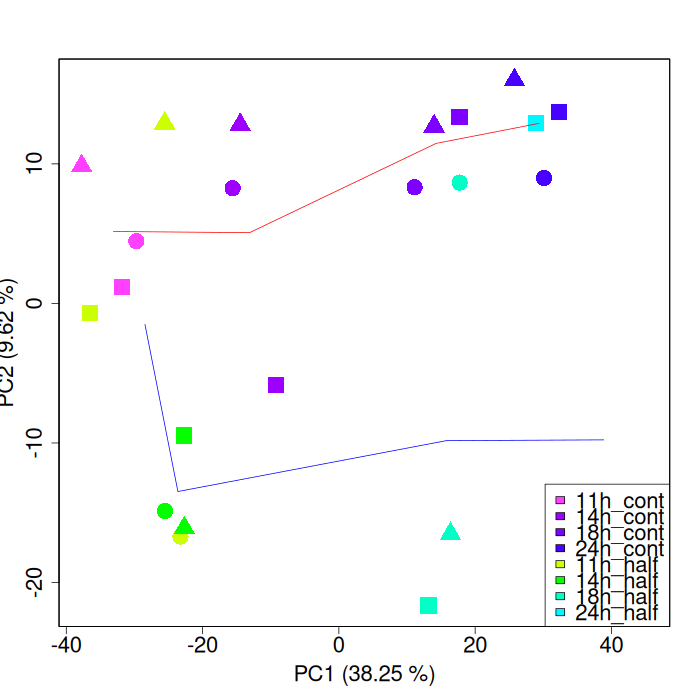 10
0
-10
-20
PC2 (9.62 %)
-40
-20
0
20
40
PC1 (38.25 %)
11h_cont
14h_cont
18h_cont
24h_cont
11h_half
14h_half
18h_half
24h_half